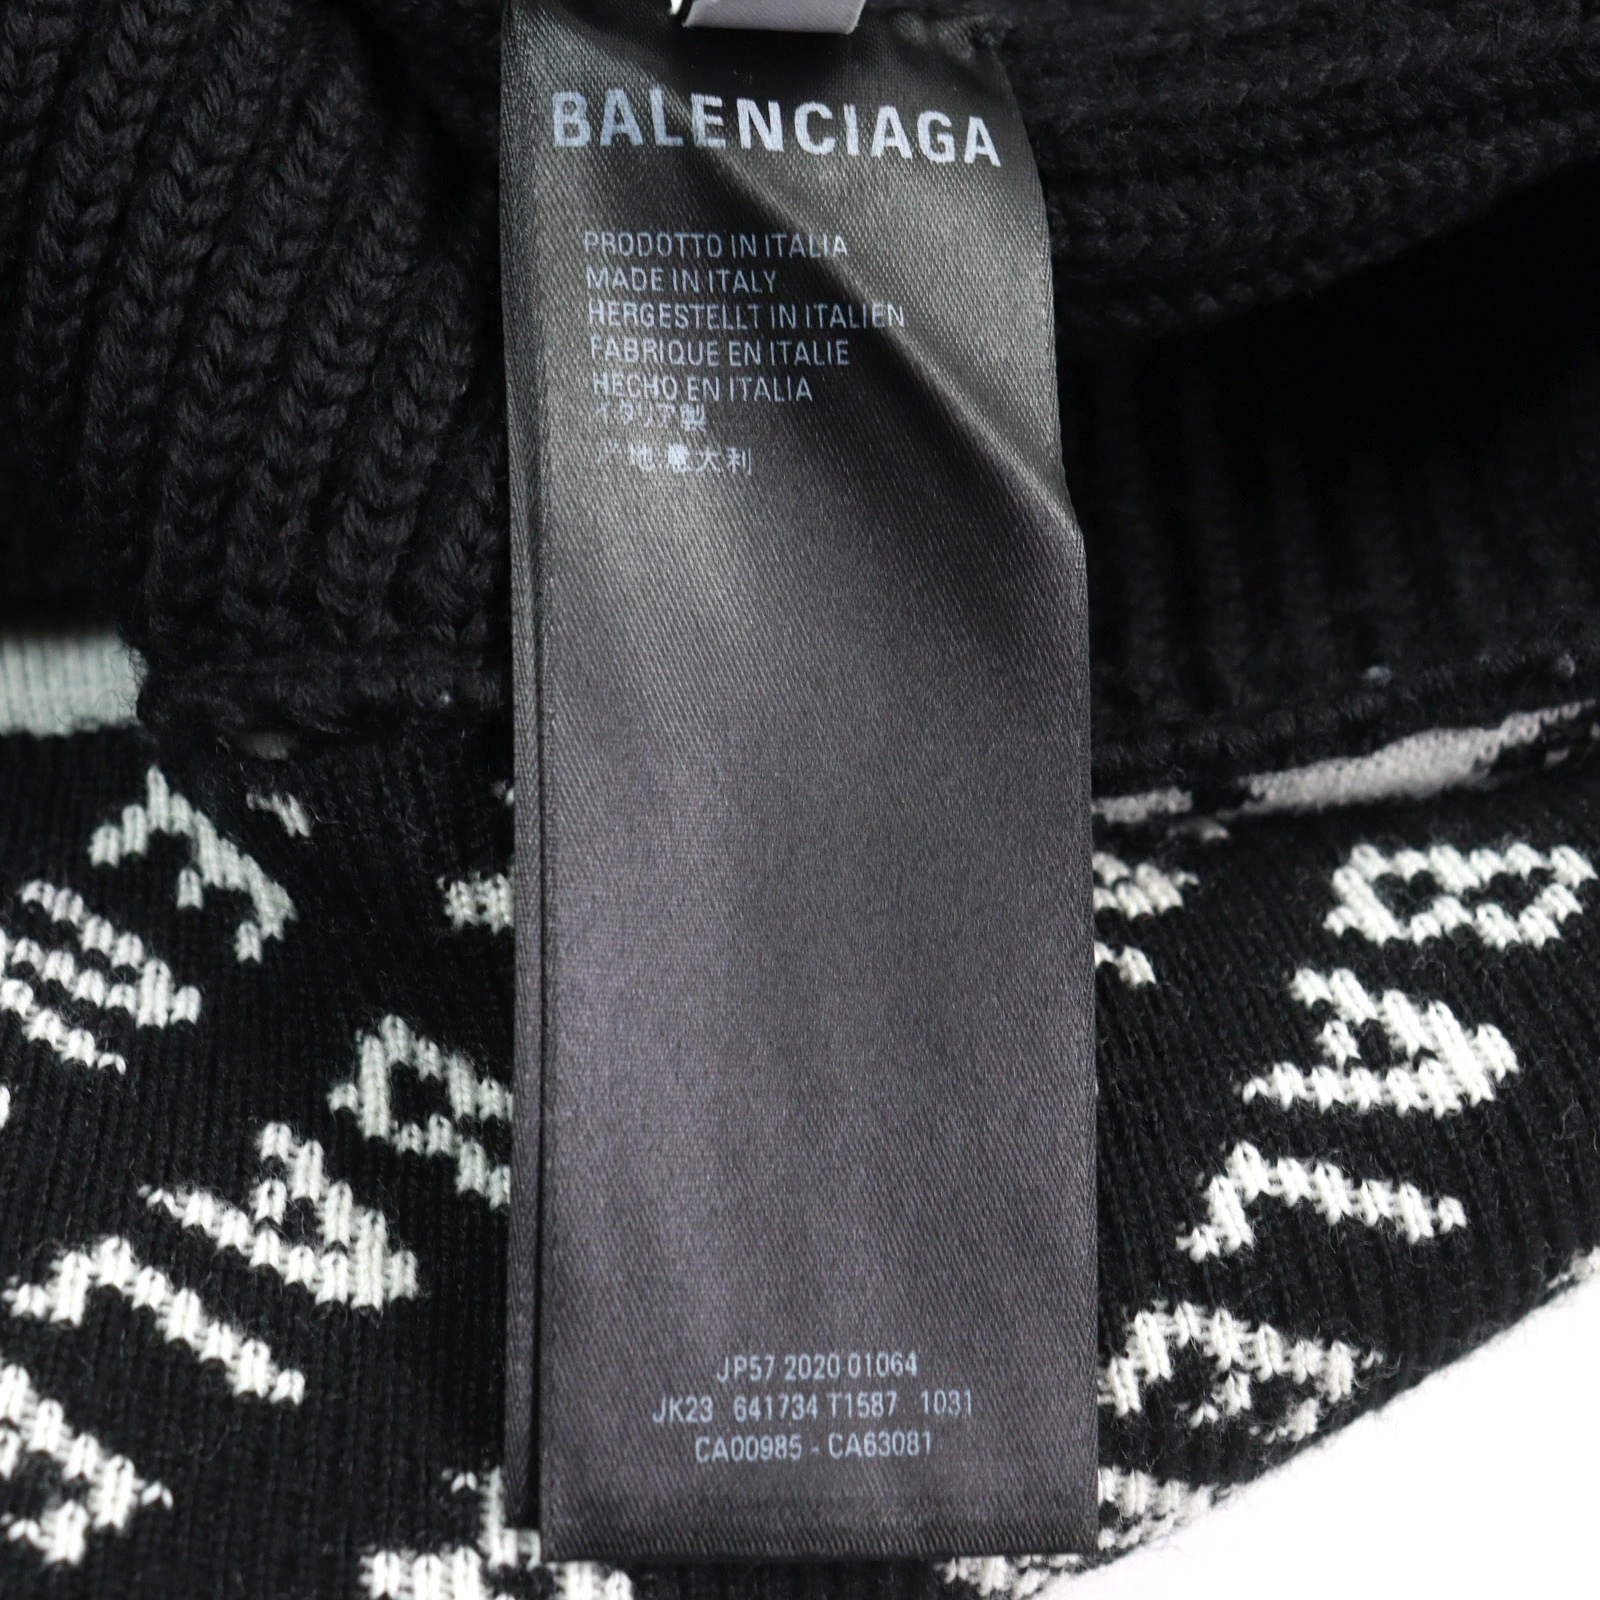 BALENCIAGA
PRODOTTO IN ITALIA
MADE IN ITALY
HERGESTELLT IN ITALIEN
FABRIQUE EN ITALIE
HECHO EN ITALIA
イタリア製
产地 意大利
JP57 2020 01064
JK23 641734 T1587 1031
CA00985 - CA63081